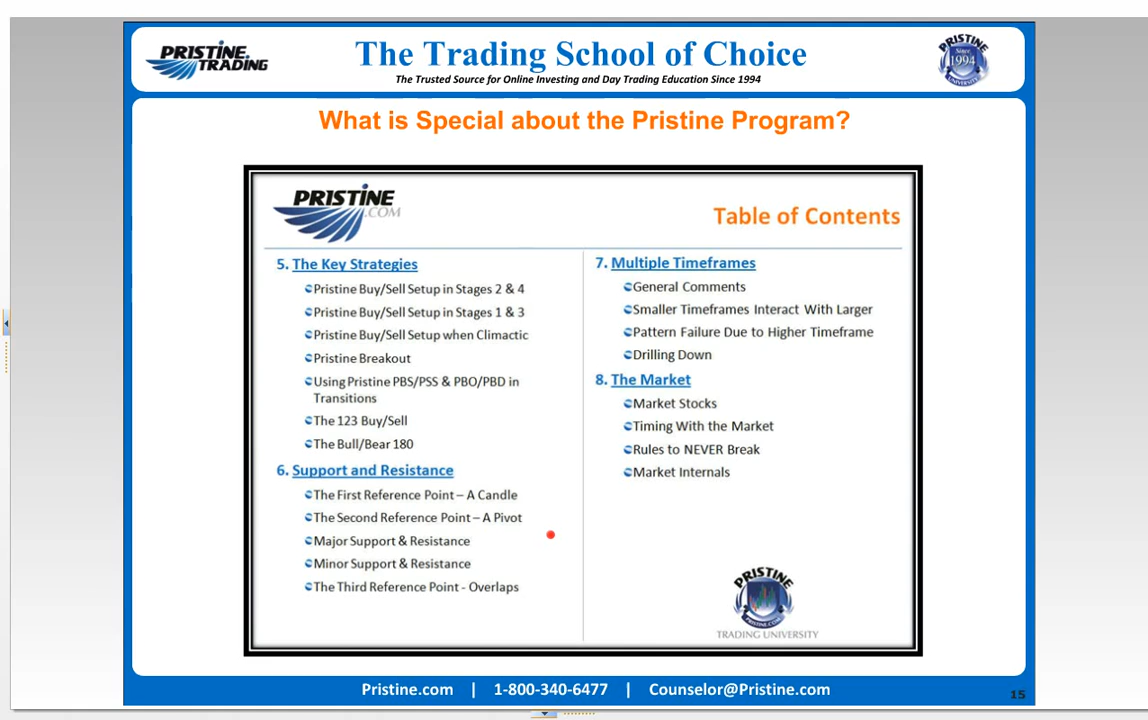 PRISTINE
TRADING
The Trading School of Choice
The Trusted Source for Online Investing and Day Trading Education Since 1994
PRISTINE
Since
1994
UNIVERSITY
What is Special about the Pristine Program?
PRISTINE
.COM
Table of Contents
5. The Key Strategies
Pristine Buy/Sell Setup in Stages 2 & 4
Pristine Buy/Sell Setup in Stages 1 & 3
Pristine Buy/Sell Setup when Climactic
Pristine Breakout
Using Pristine PBS/PSS & PBO/PBD in
Transitions
The 123 Buy/Sell
The Bull/Bear 180
6. Support and Resistance
The First Reference Point – A Candle
The Second Reference Point – A Pivot
Major Support & Resistance
Minor Support & Resistance
The Third Reference Point - Overlaps
7. Multiple Timeframes
General Comments
Smaller Timeframes Interact With Larger
Pattern Failure Due to Higher Timeframe
Drilling Down
8. The Market
Market Stocks
Timing With the Market
Rules to NEVER Break
Market Internals
PRISTINE
PRISTINE.COM
TRADING UNIVERSITY
Pristine.com | 1-800-340-6477 | Counselor@Pristine.com
15